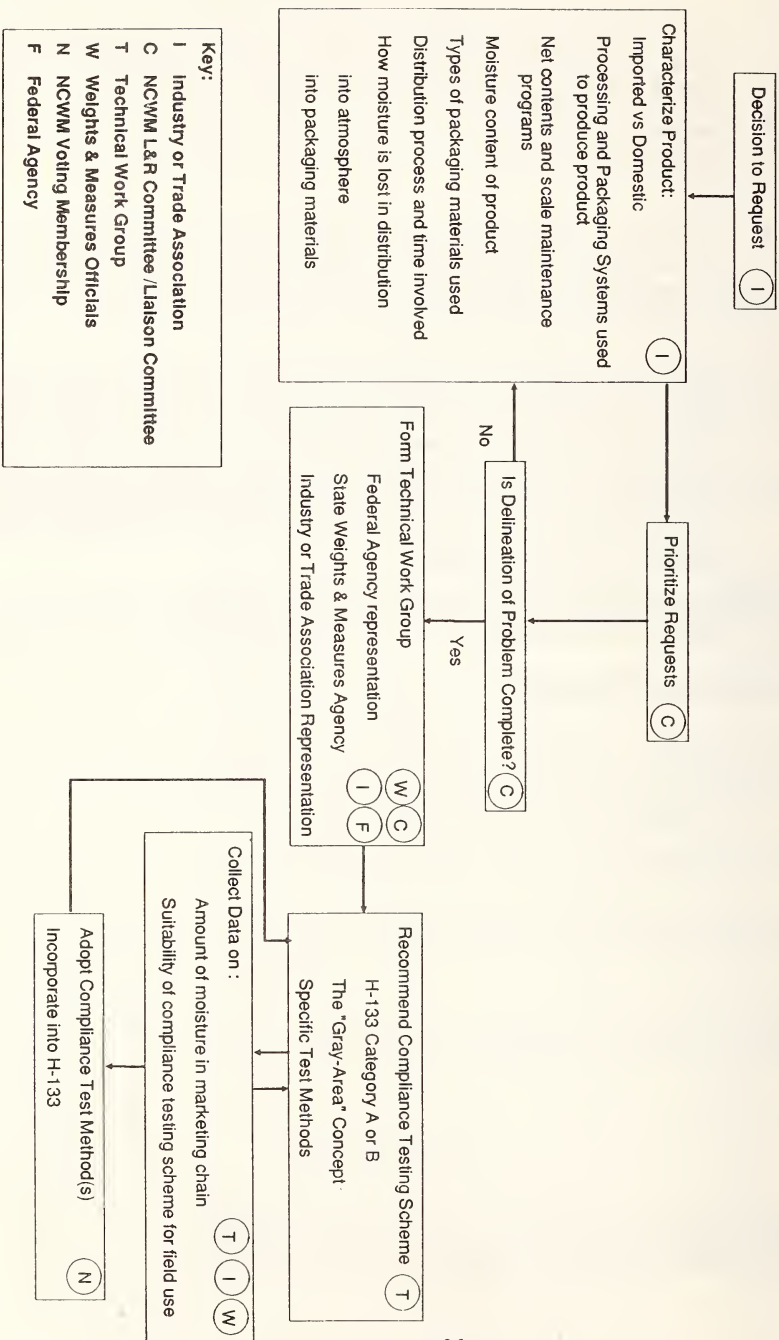 Decision to Request
I
Characterize Product:
Imported vs Domestic
Processing and Packaging Systems used
to produce product
Net contents and scale maintenance
programs
Moisture content of product
Types of packaging materials used
Distribution process and time involved
How moisture is lost in distribution
into atmosphere
into packaging materials
I
Prioritize Requests
C
Is Delineation of Problem Complete?
C
No
Yes
Form Technical Work Group
Federal Agency representation
State Weights & Measures Agency
Industry or Trade Association Representation
W C
I F
Recommend Compliance Testing Scheme
H-133 Category A or B
The "Gray-Area" Concept
Specific Test Methods
T
Collect Data on :
Amount of moisture in marketing chain
Suitability of compliance testing scheme for field use
T I W
Adopt Compliance Test Method(s)
Incorporate into H-133
N
Key:
I Industry or Trade Association
C NCWM L&R Committee /Liaison Committee
T Technical Work Group
W Weights & Measures Officials
N NCWM Voting Membership
F Federal Agency